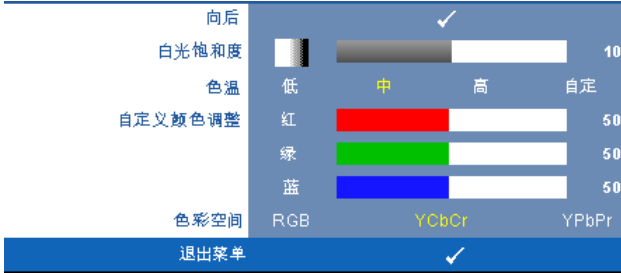 向后
白光饱和度 10
色温 低 中 高 自定
自定义颜色调整 红 50
绿 50
蓝 50
色彩空间 RGB YCbCr YPbPr
退出菜单